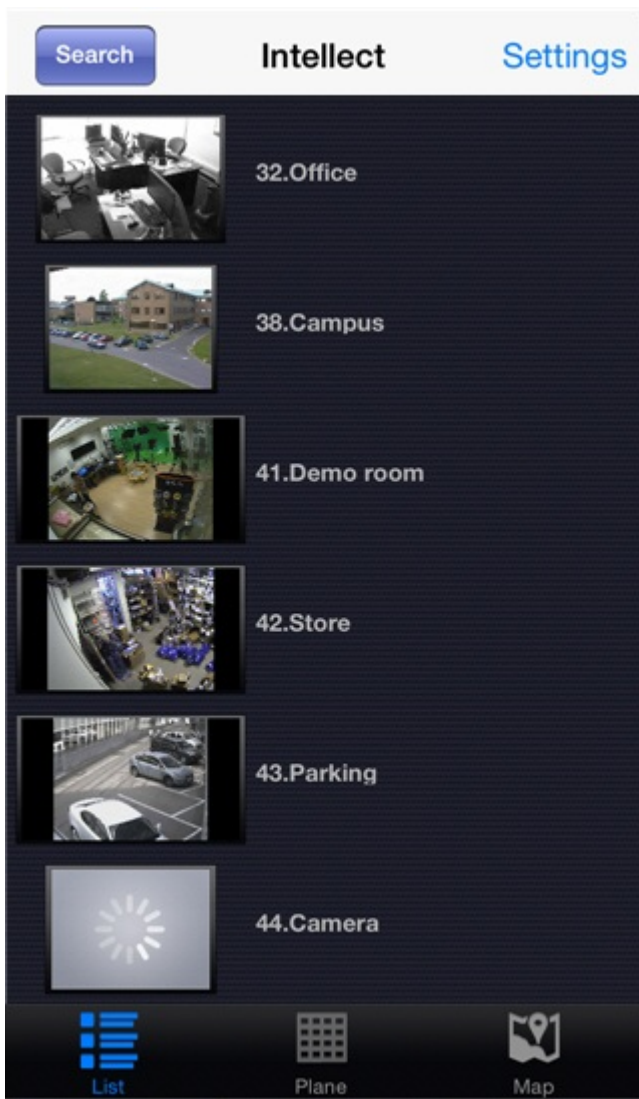 Search Intellect Settings
32.Office
38.Campus
41.Demo room
42.Store
43.Parking
44.Camera
List Plane Map